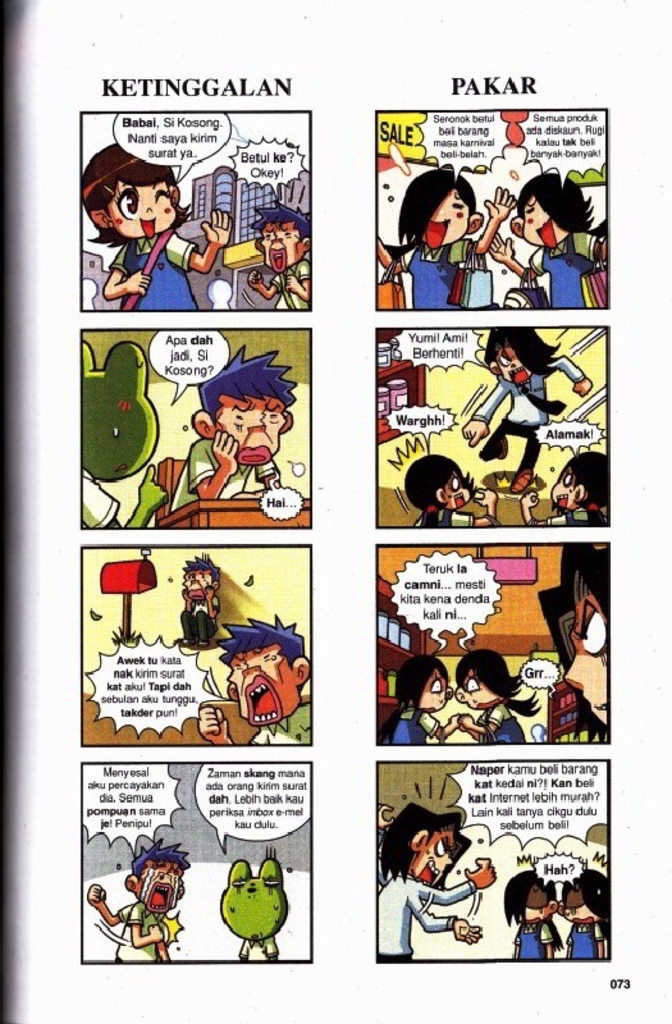 KETINGGALAN
Babai, Si Kosong.
Nanti saya kirim
surat ya..
Betul ke?
Okey!
Apa dah
jadi, Si
Kosong?
Hai...
Awek tu kata
nak kirim surat
kat aku! Tapi dah
sebulan aku tunggu,
takder pun!
Menyesal
aku percayakan
dia. Semua
pompuan sama
je! Penipu!
Zaman skang mana
ada orang kirim surat
dah. Lebih baik kau
periksa inbox e-mel
kau dulu.
PAKAR
SALE
Seronok betul
beli barang
masa karnival
beli-belah.
Semua produk
ada diskaun. Rugi
kalau tak beli
banyak-banyak!
Yumi! Ami!
Berhenti!
Warghh!
Alamak!
Teruk la
camni... mesti
kita kena denda
kali ni...
Grr...
Naper kamu beli barang
kat kedai ni?! Kan beli
kat Internet lebih murah?
Lain kali tanya cikgu dulu
sebelum beli!
Hah?
073